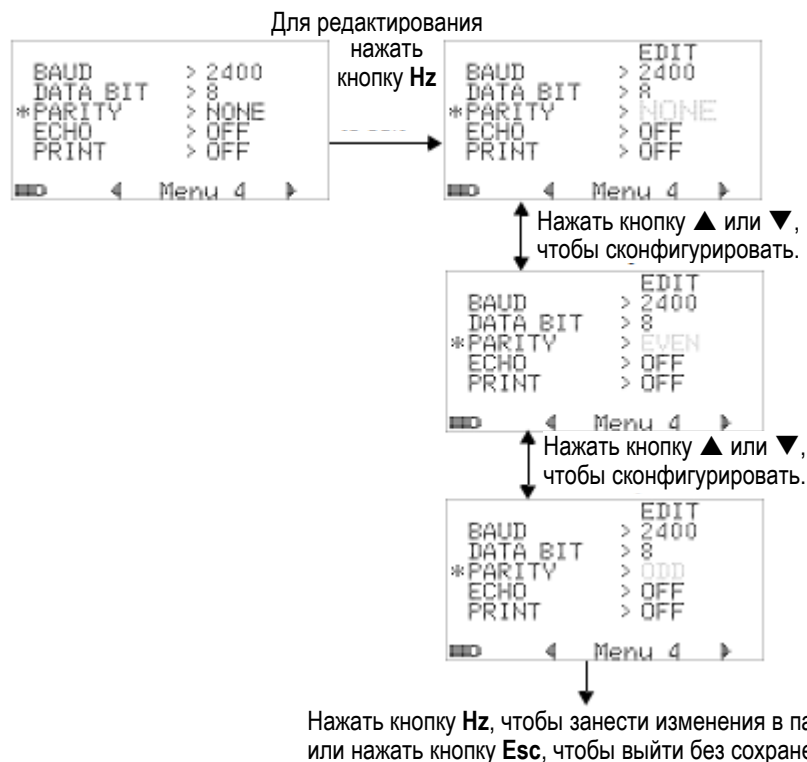 Для редактирования
нажать
кнопку Hz
BAUD > 2400
DATA BIT > 8
*PARITY > NONE
ECHO > OFF
PRINT > OFF
Menu 4
EDIT
BAUD > 2400
DATA BIT > 8
*PARITY > NONE
ECHO > OFF
PRINT > OFF
Menu 4
Нажать кнопку ▲ или ▼,
чтобы сконфигурировать.
EDIT
BAUD > 2400
DATA BIT > 8
*PARITY > EVEN
ECHO > OFF
PRINT > OFF
Menu 4
Нажать кнопку ▲ или ▼,
чтобы сконфигурировать.
EDIT
BAUD > 2400
DATA BIT > 8
*PARITY > ODD
ECHO > OFF
PRINT > OFF
Menu 4
Нажать кнопку Hz, чтобы занести изменения в
или нажать кнопку Esc, чтобы выйти без